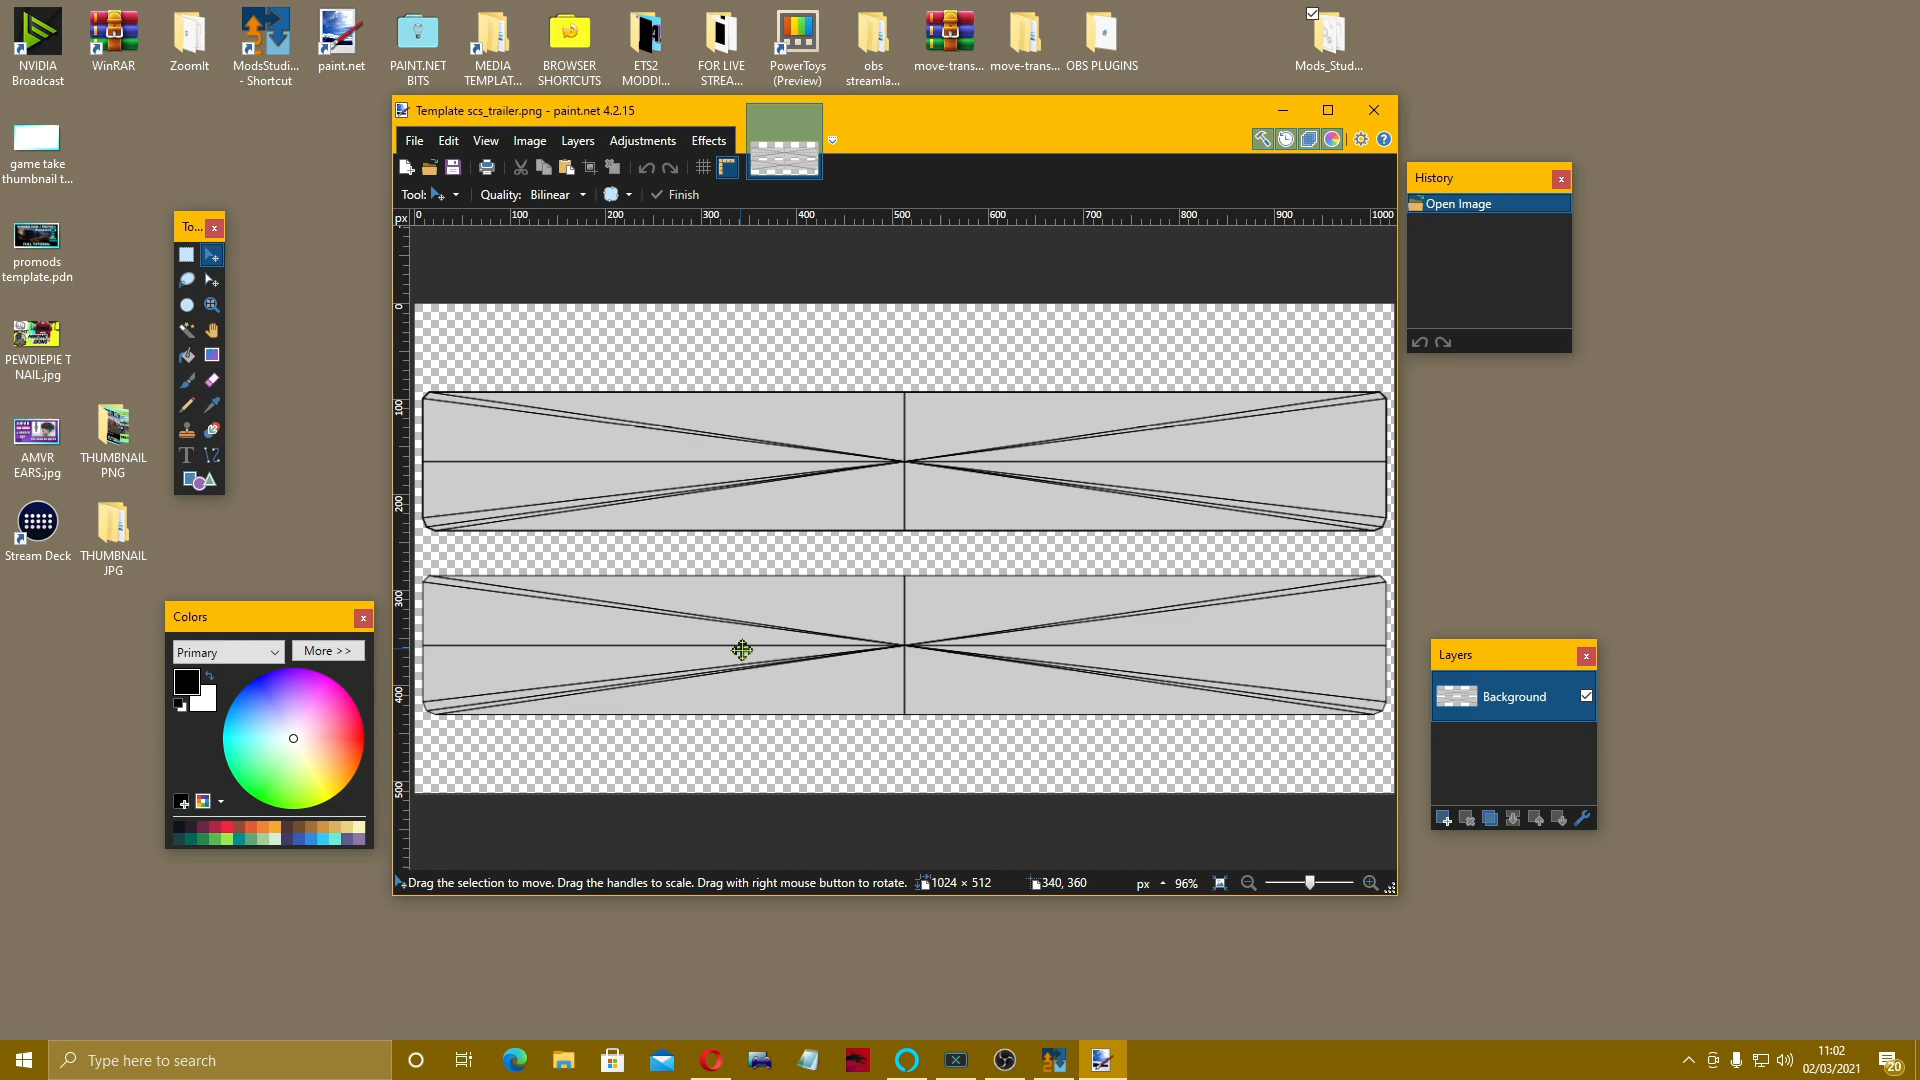 NVIDIA
Broadcast
WinRAR
ZoomIt
ModsStudi...
- Shortcut
paint.net
PAINT.NET
BITS
MEDIA
TEMPLAT...
BROWSER
SHORTCUTS
ETS2
MODDI...
FOR LIVE
STREA...
PowerToys
(Preview)
obs
streamla...
move-trans...
move-trans...
OBS PLUGINS
Mods_Stud...
game take
thumbnail t...
promods
template.pdn
PEWDIEPIE T
NAIL.jpg
AMVR
EARS.jpg
THUMBNAIL
PNG
Stream Deck
THUMBNAIL
JPG
Template scs_trailer.png - paint.net 4.2.15
File Edit View Image Layers Adjustments Effects
Tool: Quality: Bilinear Finish
px 0 100 200 300 400 500 600 700 800 900 1000
0
100
200
300
400
500
To...
History
Open Image
Colors
Primary
More >>
Layers
Background
Drag the selection to move. Drag the handles to scale. Drag with right mouse button to rotate. 1024 × 512 340, 360 px 96%
Type here to search
11:02
02/03/2021
20